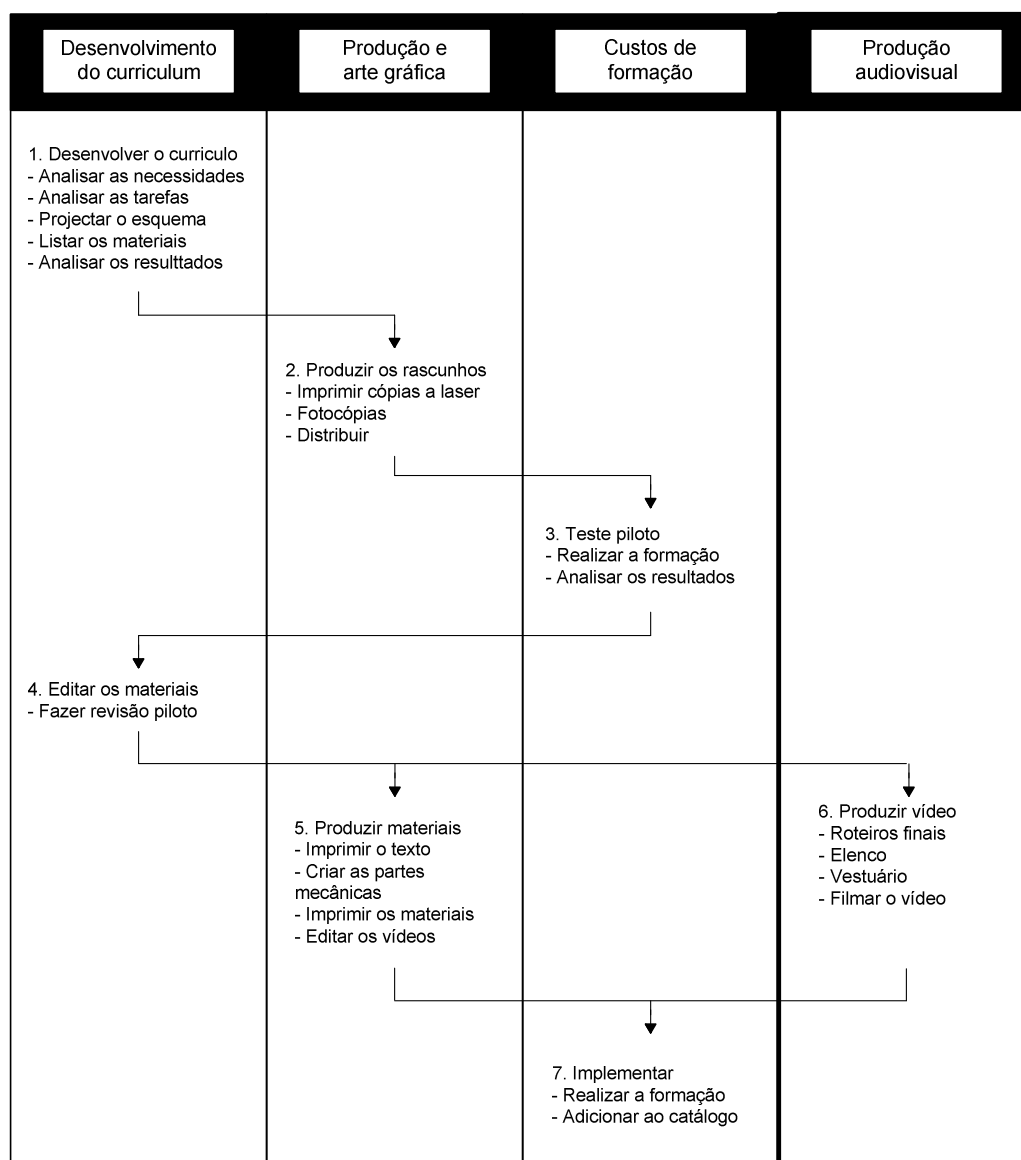 Desenvolvimento
do curriculum
Produção e
arte gráfica
Custos de
formação
Produção
audiovisual
1. Desenvolver o curriculo
- Analisar as necessidades
- Analisar as tarefas
- Projectar o esquema
- Listar os materiais
- Analisar os resulttados
2. Produzir os rascunhos
- Imprimir cópias a laser
- Fotocópias
- Distribuir
3. Teste piloto
- Realizar a formação
- Analisar os resultados
4. Editar os materiais
- Fazer revisão piloto
5. Produzir materiais
- Imprimir o texto
- Criar as partes
mecânicas
- Imprimir os materiais
- Editar os vídeos
6. Produzir vídeo
- Roteiros finais
- Elenco
- Vestuário
- Filmar o vídeo
7. Implementar
- Realizar a formação
- Adicionar ao catálogo